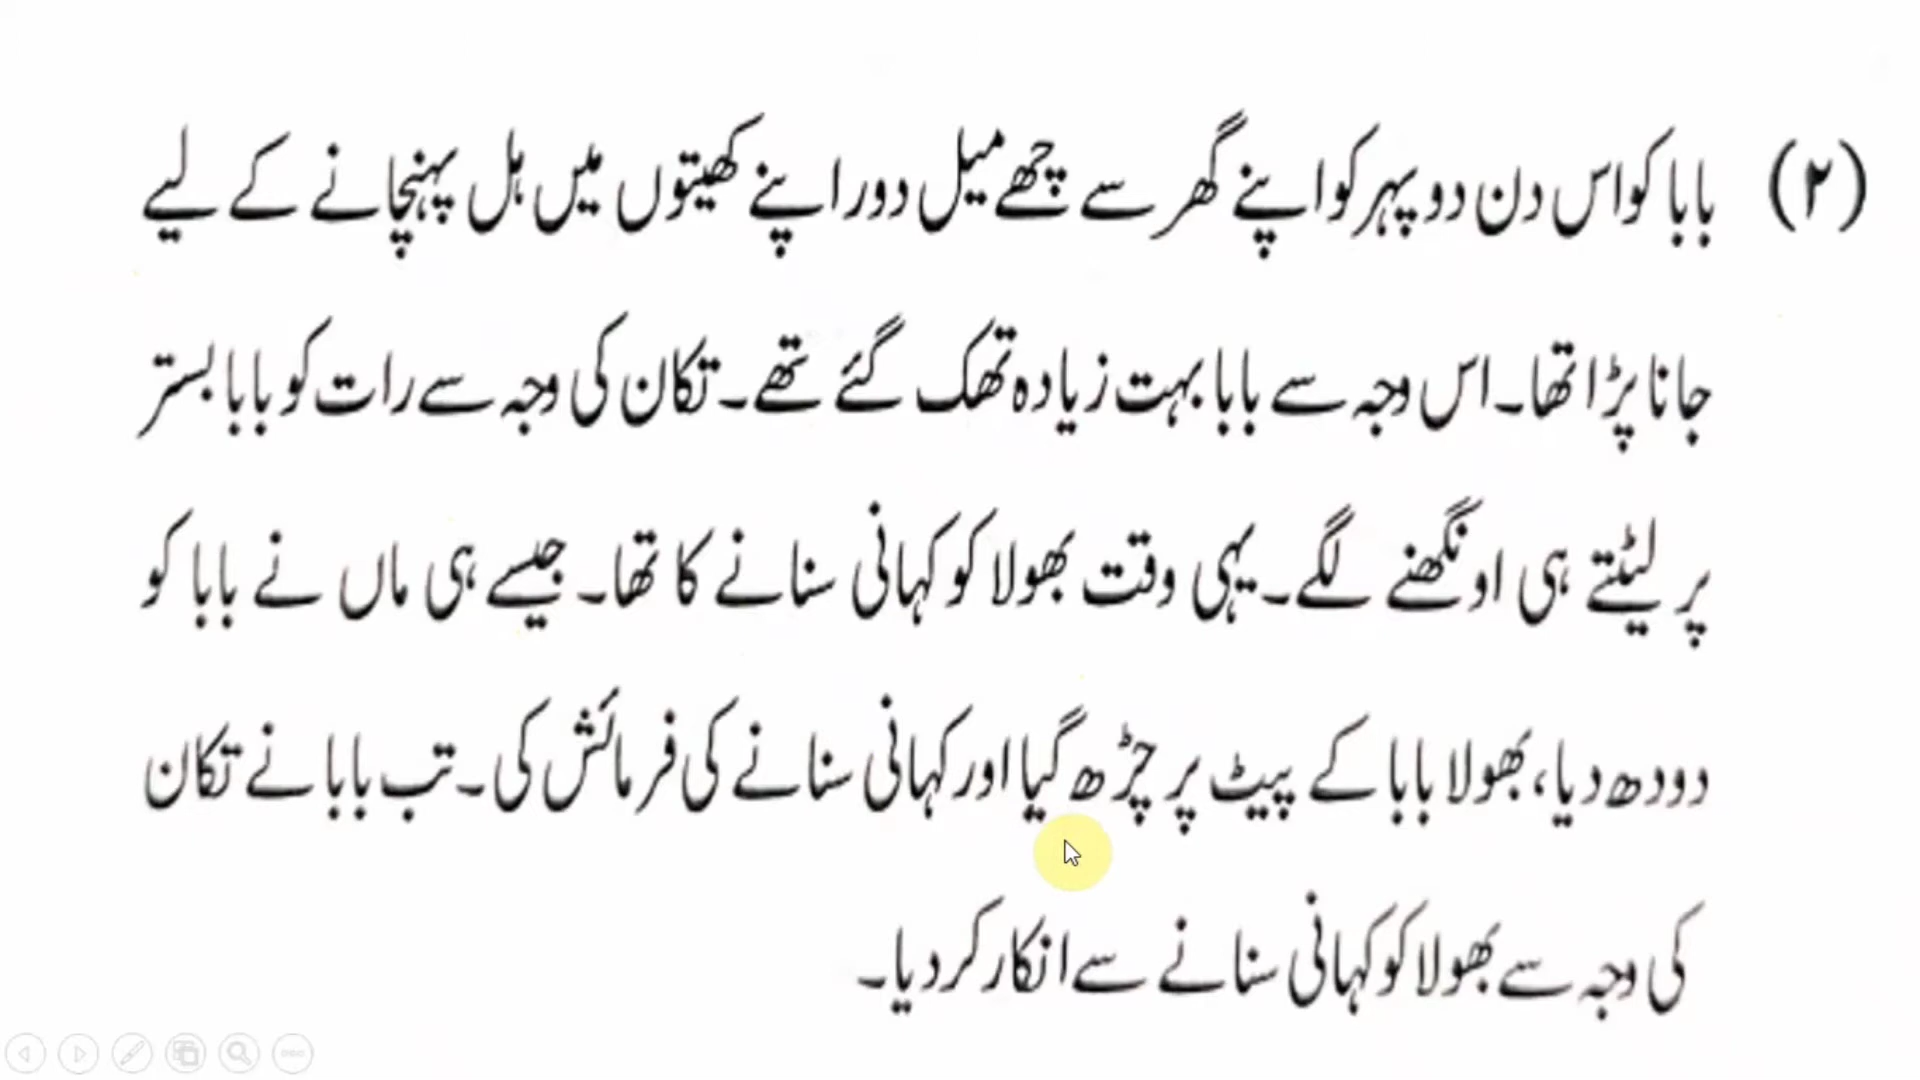 (۲) بابا کو اس دن دوپہر کو اپنے گھر سے چھے میل دور اپنے کھیتوں میں ہل پہنچانے کے لیے
جانا پڑا تھا۔ اس وجہ سے بابا بہت زیادہ تھک گئے تھے۔ تکان کی وجہ سے رات کو بابا بستر
پر لیٹتے ہی اونگھنے لگے۔ یہی وقت بھولا کو کہانی سنانے کا تھا۔ جیسے ہی ماں نے بابا کو
دودھ دیا، بھولا بابا کے پیٹ پر چڑھ گیا اور کہانی سنانے کی فرمائش کی۔ تب بابا نے تکان
کی وجہ سے بھولا کو کہانی سنانے سے انکار کر دیا۔